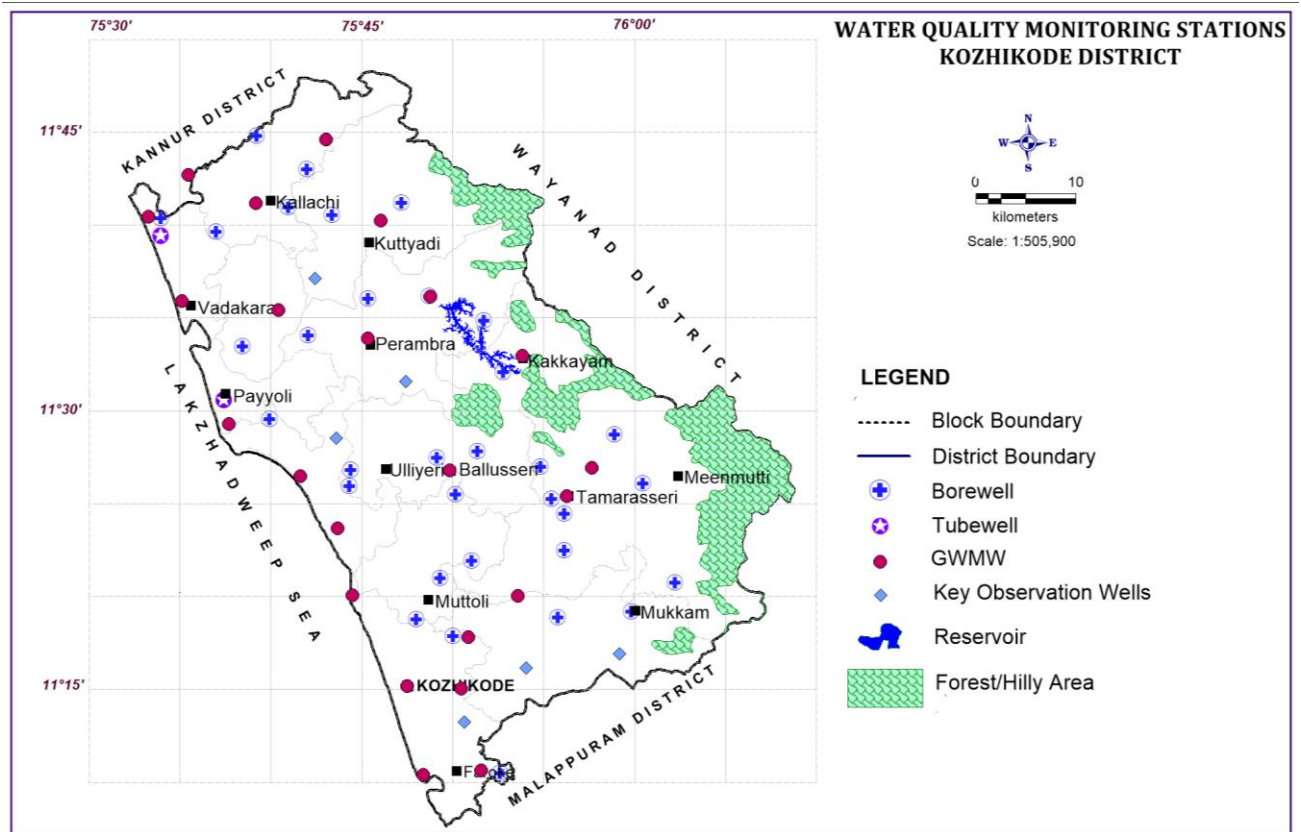 75°30'
75°45'
76°00'
WATER QUALITY MONITORING STATIONS
KOZHIKODE DISTRICT
N
W E
S
0 10
kilometers
Scale: 1:505,900
11°45'
11°30'
11°15'
KANNUR DISTRICT
WAYANAD DISTRICT
LAKZHADWEEP SEA
MALAPPURAM DISTRICT
Kallachi
Kuttyadi
Vadakara
Perambra
Kakkayam
Payyoli
Ulliyeri
Ballusseri
Meenmutti
Tamarasseri
Muttoli
Mukkam
KOZHIKODE
LEGEND
Block Boundary
District Boundary
Borewell
Tubewell
GWMW
Key Observation Wells
Reservoir
Forest/Hilly Area